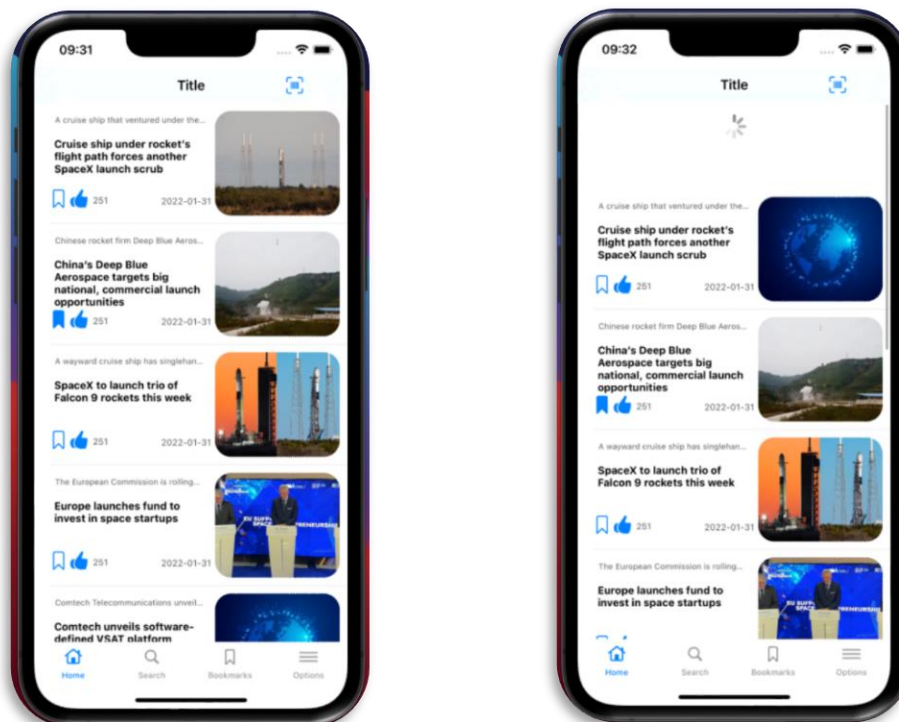 09:31
Title
A cruise ship that ventured under the...
Cruise ship under rocket's
flight path forces another
SpaceX launch scrub
251
2022-01-31
Chinese rocket firm Deep Blue Aeros...
China's Deep Blue
Aerospace targets big
national, commercial launch
opportunities
251
2022-01-31
A wayward cruise ship has singlehan...
SpaceX to launch trio of
Falcon 9 rockets this week
251
2022-01-31
The European Commission is rolling...
Europe launches fund to
invest in space startups
251
2022-01-31
EU SUPP
SPACE
PRENEURSHIP
Comtech Telecommunications unveil...
Comtech unveils software-
defined VSAT platform
Home
Search
Bookmarks
Options
09:32
Title
A cruise ship that ventured under the...
Cruise ship under rocket's
flight path forces another
SpaceX launch scrub
251
2022-01-31
Chinese rocket firm Deep Blue Aeros...
China's Deep Blue
Aerospace targets big
national, commercial launch
opportunities
251
2022-01-31
A wayward cruise ship has singlehan...
SpaceX to launch trio of
Falcon 9 rockets this week
251
2022-01-31
The European Commission is rolling...
Europe launches fund to
invest in space startups
EU SUPP
SPACE
PRENEURSHIP
Home
Search
Bookmarks
Options